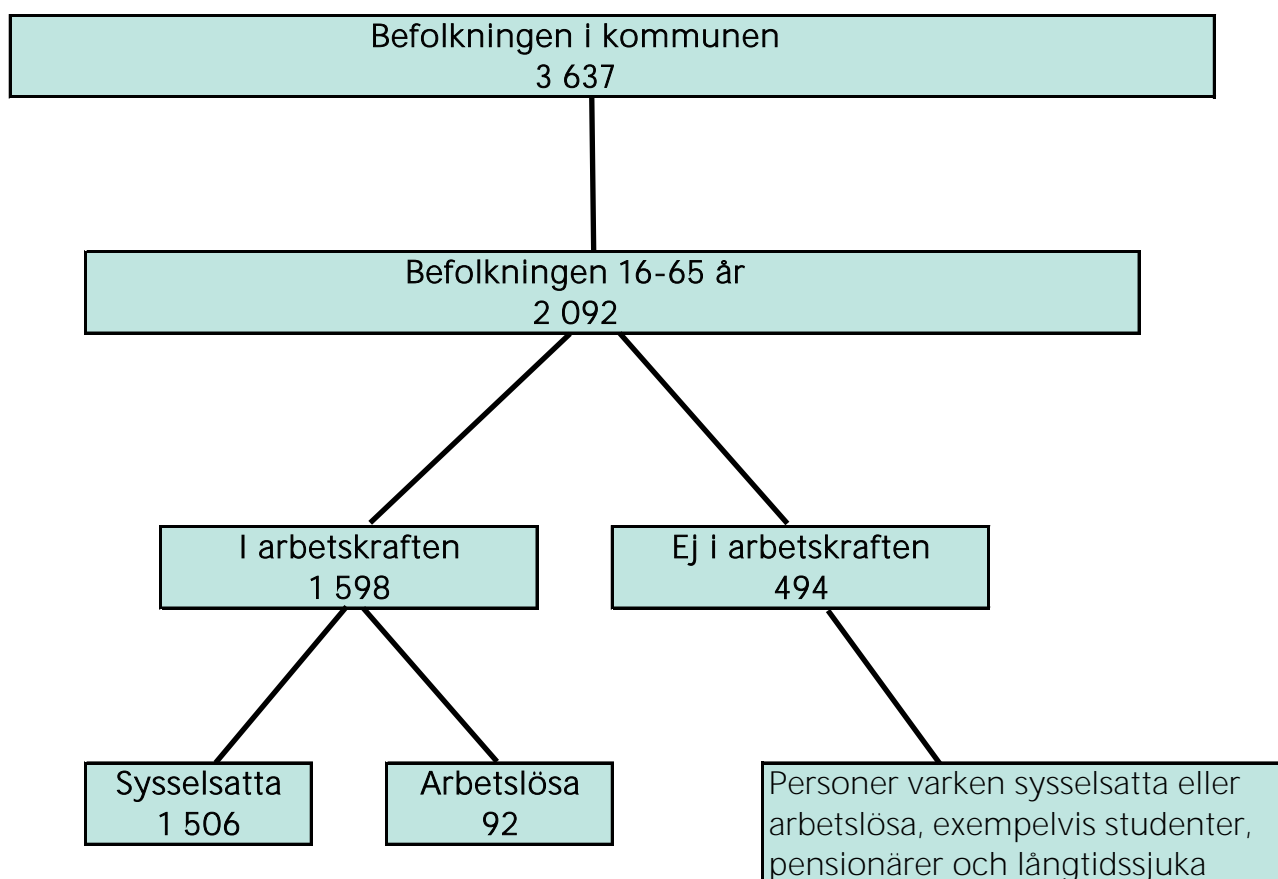 Befolkningen i kommunen
3 637
Befolkningen 16-65 år
2 092
I arbetskraften
1 598
Ej i arbetskraften
494
Sysselsatta
1 506
Arbetslösa
92
Personer varken sysselsatta eller
arbetslösa, exempelvis studenter,
pensionärer och långtidssjuka